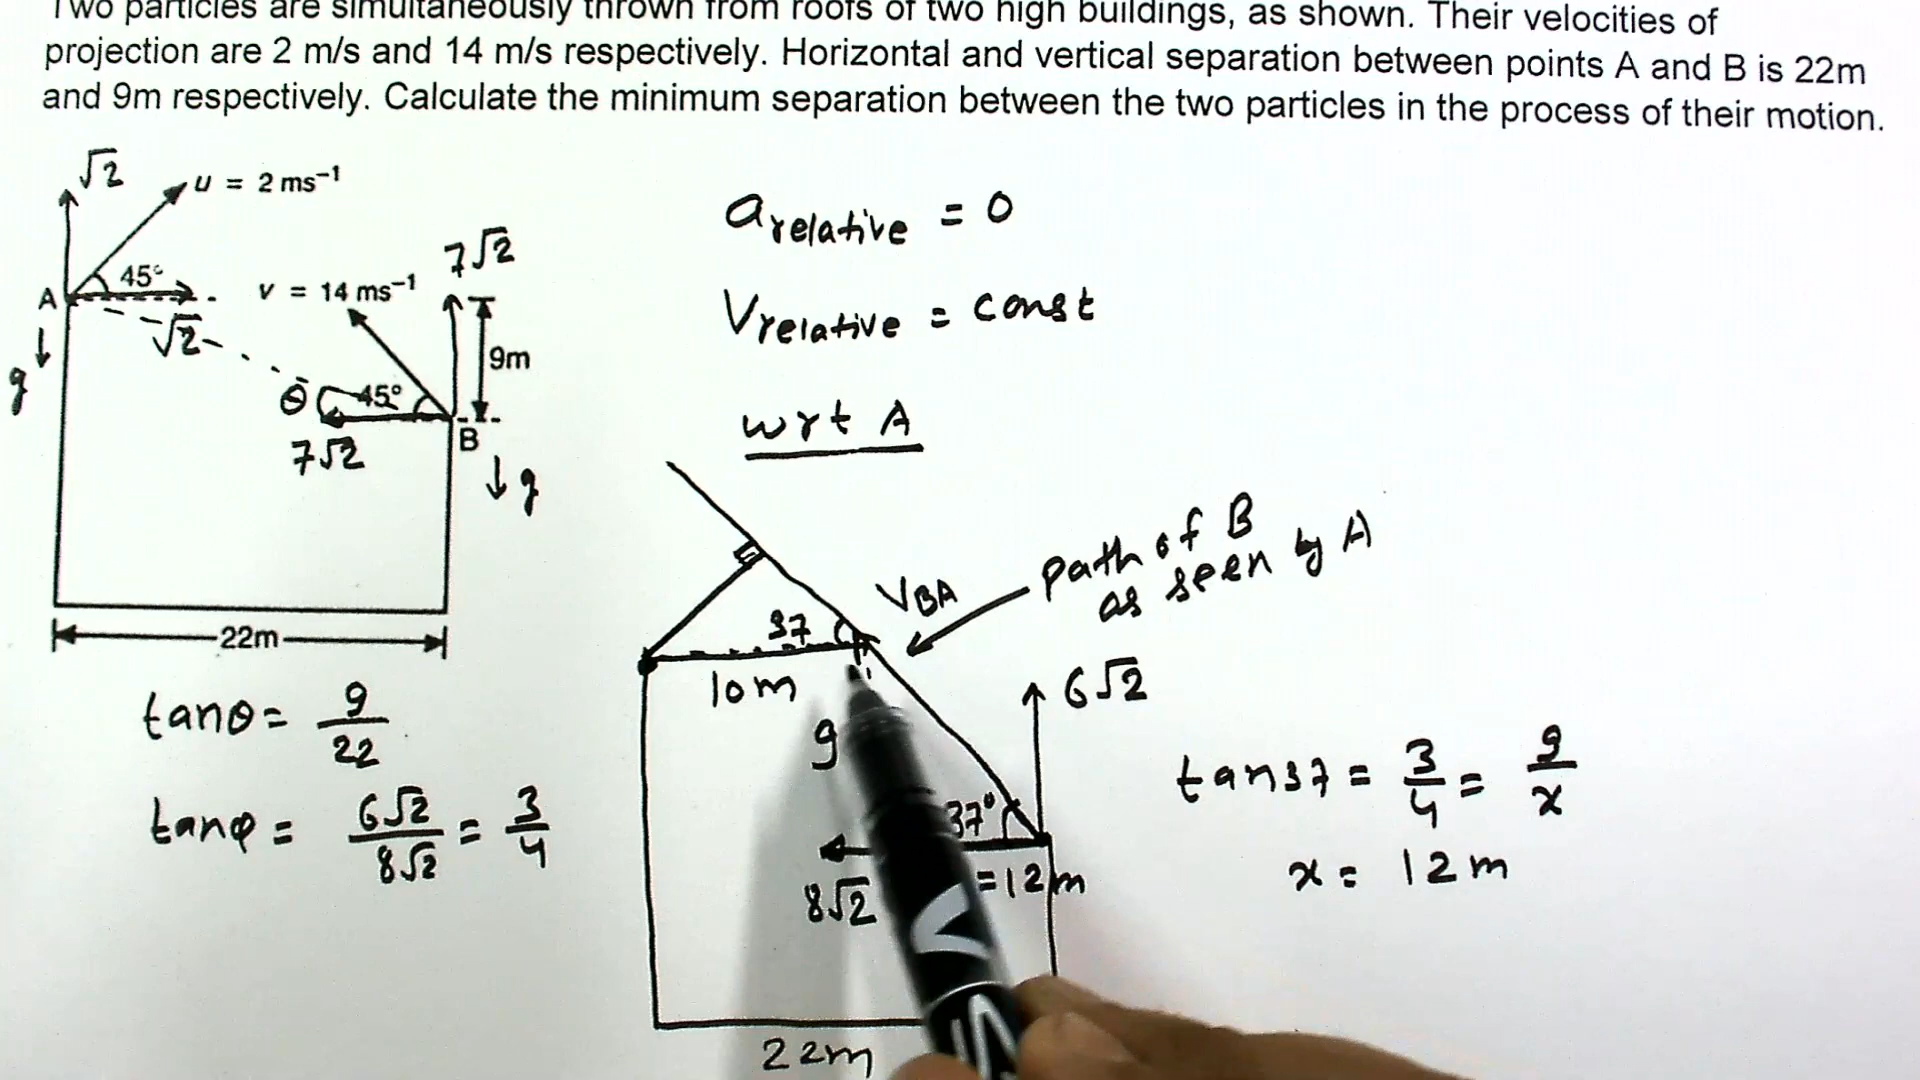 Two particles are simultaneously thrown from roofs of two high buildings, as shown. Their velocities of
projection are 2 m/s and 14 m/s respectively. Horizontal and vertical separation between points A and B is 22m
and 9m respectively. Calculate the minimum separation between the two particles in the process of their motion.
√2
u = 2 ms⁻¹
45°
A
√2
g
v = 14 ms⁻¹
7√2
9m
θ
45°
7√2
B
g
22m
tanθ = 9/22
tanφ = 6√2/8√2 = 3/4
a relative = 0
V relative = const
wrt A
path of B
as seen by A
VBA
37
10m
9
6√2
37°
8√2
=12m
22m
tan37 = 3/4 = 9/x
x = 12m